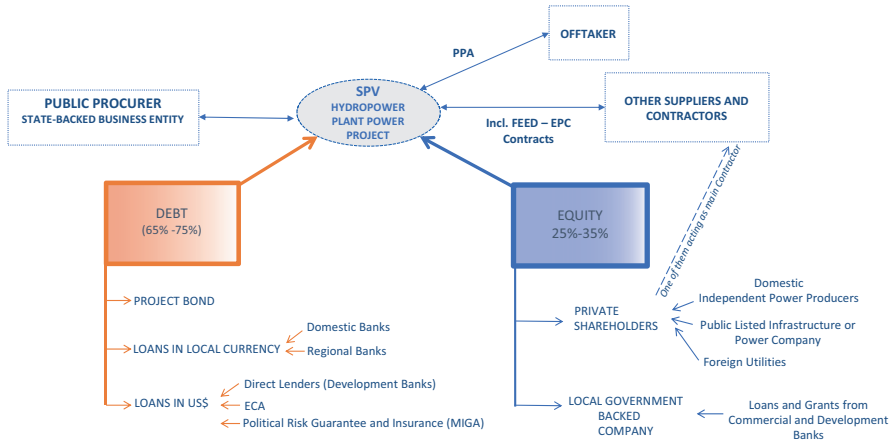 OFFTAKER
PPA
SPV
HYDROPOWER
PLANT POWER
PROJECT
PUBLIC PROCURER
STATE-BACKED BUSINESS ENTITY
OTHER SUPPLIERS AND
CONTRACTORS
Incl. FEED – EPC
Contracts
One of them acting as main Contractor
DEBT
(65% -75%)
EQUITY
25%-35%
PROJECT BOND
LOANS IN LOCAL CURRENCY
Domestic Banks
Regional Banks
LOANS IN US$
Direct Lenders (Development Banks)
ECA
Political Risk Guarantee and Insurance (MIGA)
PRIVATE
SHAREHOLDERS
Domestic
Independent Power Producers
Public Listed Infrastructure or
Power Company
Foreign Utilities
LOCAL GOVERNMENT
BACKED
COMPANY
Loans and Grants from
Commercial and Development
Banks